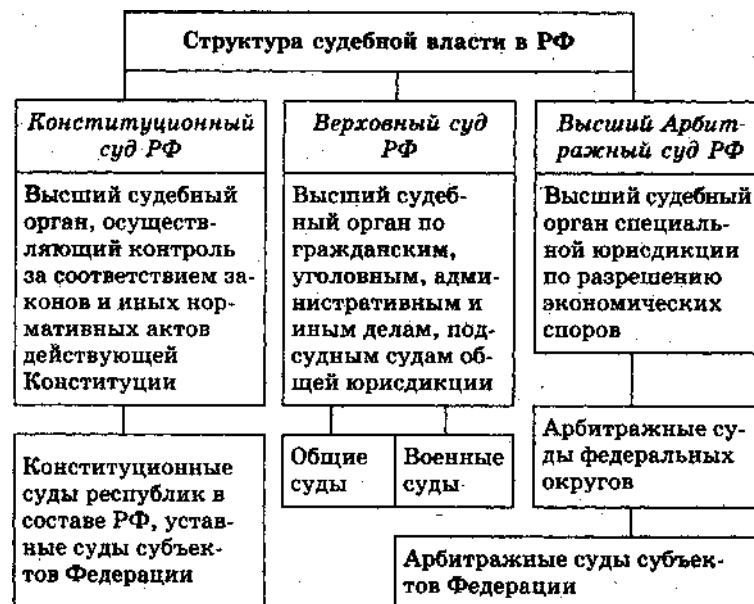 Структура судебной власти в РФ
Конституционный
суд РФ
Высший судебный
орган, осуществ-
ляющий контроль
за соответствием за-
конов и иных нор-
мативных актов
действующей
Конституции
Конституционные
суды республик в
составе РФ, устав-
ные суды субъек-
тов Федерации
Верховный суд
РФ
Высший судеб-
ный орган по
гражданским,
уголовным, адми-
нистративным и
иным делам, под-
судным судам об-
щей юрисдикции
Общие
суды
Военные
суды
Высший Арбит-
ражный суд РФ
Высший судебный
орган специаль-
ной юрисдикции
по разрешению
экономических
споров
Арбитражные су-
ды федеральных
округов
Арбитражные суды субъек-
тов Федерации